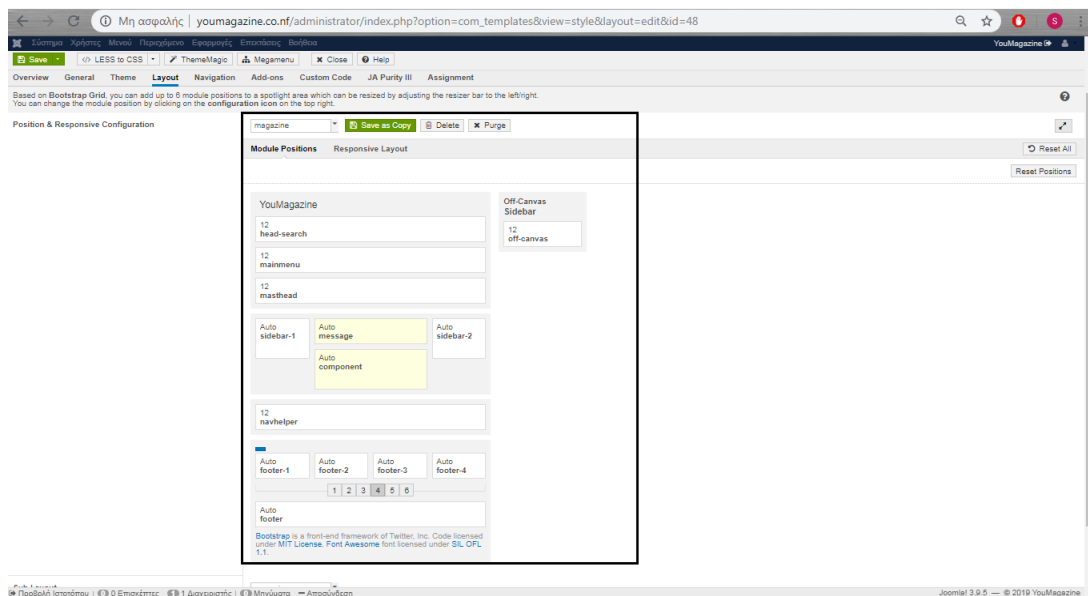 Μη ασφαλής | youmagazine.co.nf/administrator/index.php?option=com_templates&view=style&layout=edit&id=48
S
Σύστημα Χρήστες Μενού Περιεχόμενο Εφαρμογές Επεκτάσεις Βοήθεια
YouMagazine
Save LESS to CSS ThemeMagic Megamenu Close Help
Overview General Theme Layout Navigation Add-ons Custom Code JA Purity III Assignment
Based on Bootstrap Grid, you can add up to 6 module positions to a spotlight area which can be resized by adjusting the resizer bar to the left/right.
You can change the module position by clicking on the configuration icon on the top right.
Position & Responsive Configuration
magazine Save as Copy Delete Purge
Module Positions Responsive Layout
Reset All
Reset Positions
YouMagazine
12
head-search
12
mainmenu
12
masthead
Off-Canvas
Sidebar
12
off-canvas
Auto
sidebar-1
Auto
message
Auto
component
Auto
sidebar-2
12
navhelper
Auto
footer-1
Auto
footer-2
Auto
footer-3
Auto
footer-4
1 2 3 4 5 6
Auto
footer
Bootstrap is a front-end framework of Twitter, Inc. Code licensed
under MIT License. Font Awesome font licensed under SIL OFL
1.1.
Προβολή Ιστοτόπου | 0 Επισκέπτες 1 Διαχειριστής | 0 Μηνύματα Αποσύνδεση
Joomla! 3.9.5 — © 2019 YouMagazine